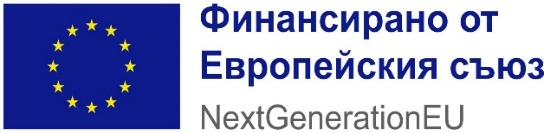 Финансирано от
Европейския съюз
NextGenerationEU